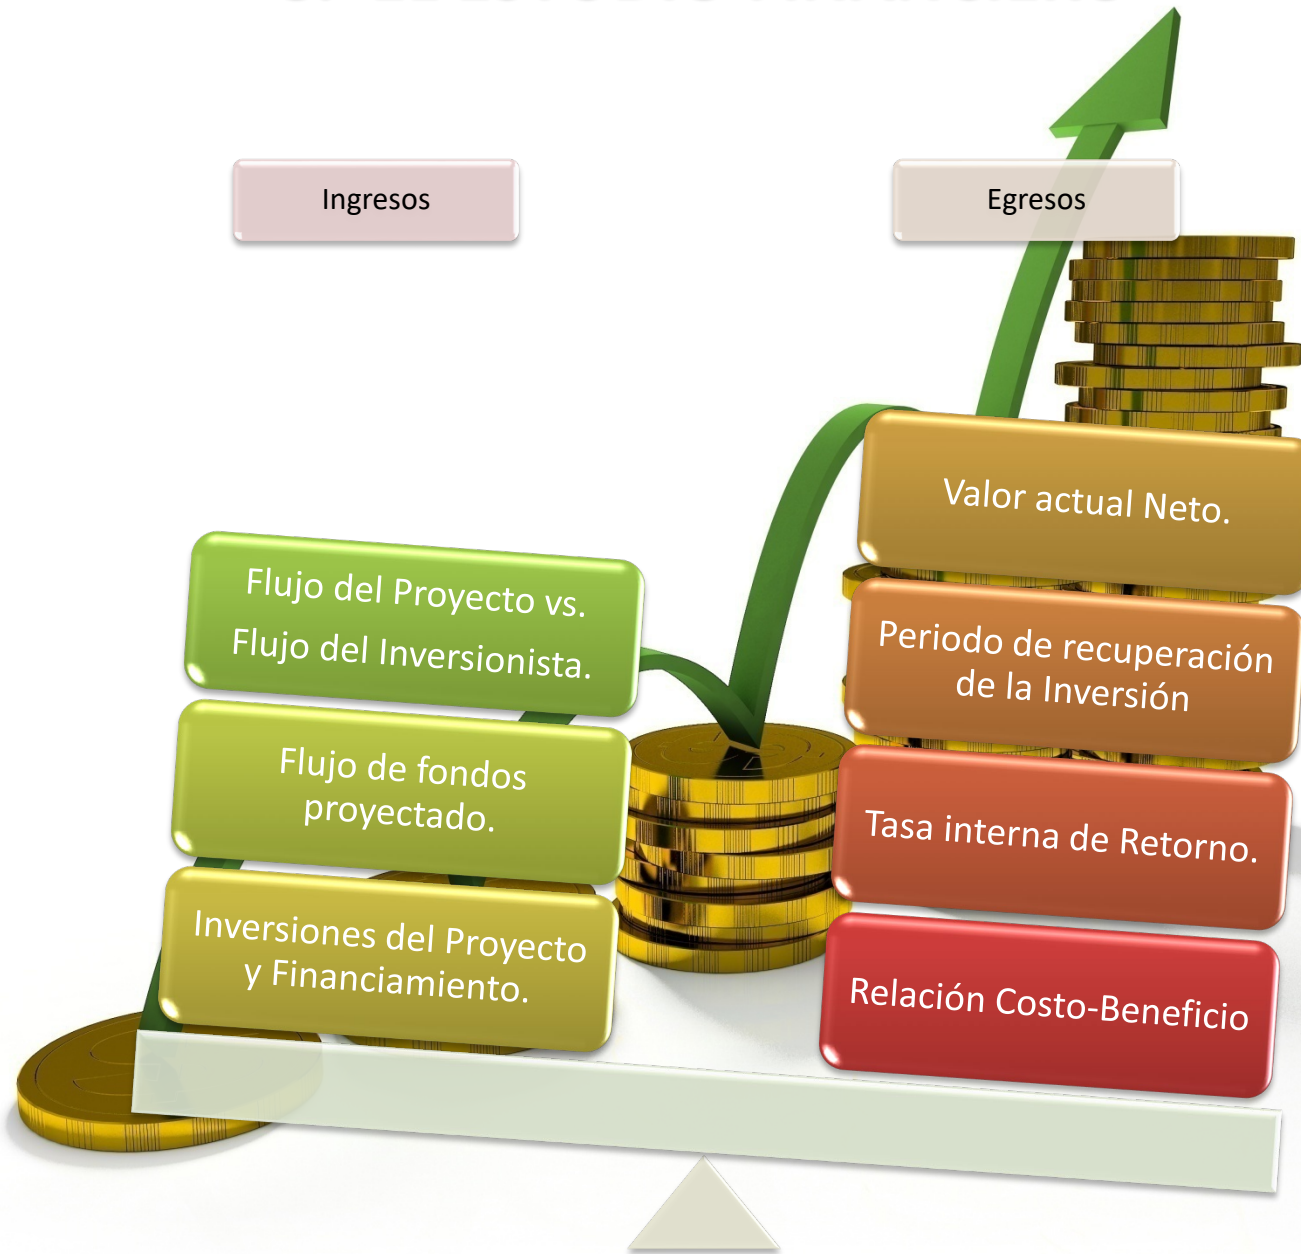 Ingresos
Egresos
Flujo del Proyecto vs.
Flujo del Inversionista.
Flujo de fondos
proyectado.
Inversiones del Proyecto
y Financiamiento.
Valor actual Neto.
Periodo de recuperación
de la Inversión
Tasa interna de Retorno.
Relación Costo-Beneficio